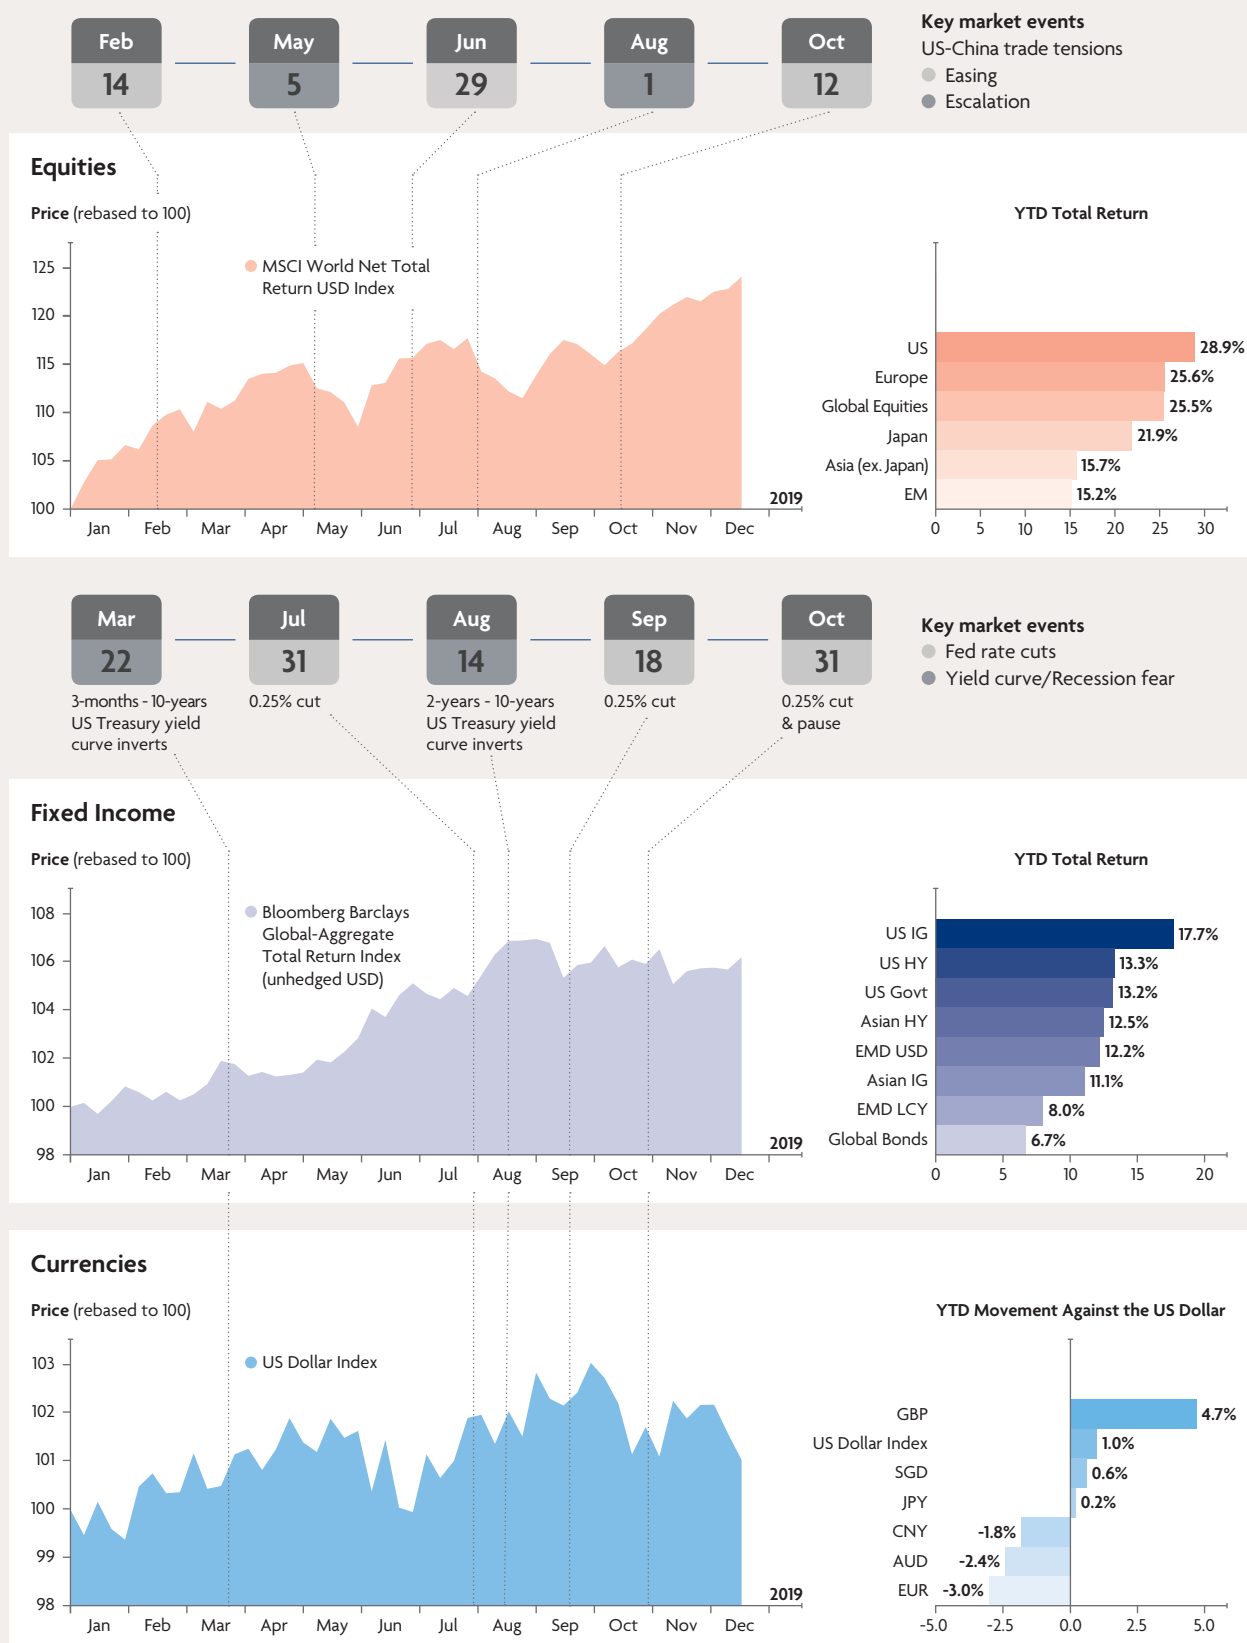 Feb
14
May
5
Jun
29
Aug
1
Oct
12
Key market events
US-China trade tensions
Easing
Escalation
Equities
Price (rebased to 100)
MSCI World Net Total
Return USD Index
125
120
115
110
105
100
2019
Jan Feb Mar Apr May Jun Jul Aug Sep Oct Nov Dec
YTD Total Return
US 28.9%
Europe 25.6%
Global Equities 25.5%
Japan 21.9%
Asia (ex. Japan) 15.7%
EM 15.2%
0 5 10 15 20 25 30
Mar
22
3-months - 10-years
US Treasury yield
curve inverts
Jul
31
0.25% cut
Aug
14
2-years - 10-years
US Treasury yield
curve inverts
Sep
18
0.25% cut
Oct
31
0.25% cut
& pause
Key market events
Fed rate cuts
Yield curve/Recession fear
Fixed Income
Price (rebased to 100)
Bloomberg Barclays
Global-Aggregate
Total Return Index
(unhedged USD)
108
106
104
102
100
98
2019
Jan Feb Mar Apr May Jun Jul Aug Sep Oct Nov Dec
YTD Total Return
US IG 17.7%
US HY 13.3%
US Govt 13.2%
Asian HY 12.5%
EMD USD 12.2%
Asian IG 11.1%
EMD LCY 8.0%
Global Bonds 6.7%
0 5 10 15 20
Currencies
Price (rebased to 100)
US Dollar Index
103
102
101
100
99
98
2019
Jan Feb Mar Apr May Jun Jul Aug Sep Oct Nov Dec
YTD Movement Against the US Dollar
GBP 4.7%
US Dollar Index 1.0%
SGD 0.6%
JPY 0.2%
CNY -1.8%
AUD -2.4%
EUR -3.0%
-5.0 -2.5 0.0 2.5 5.0